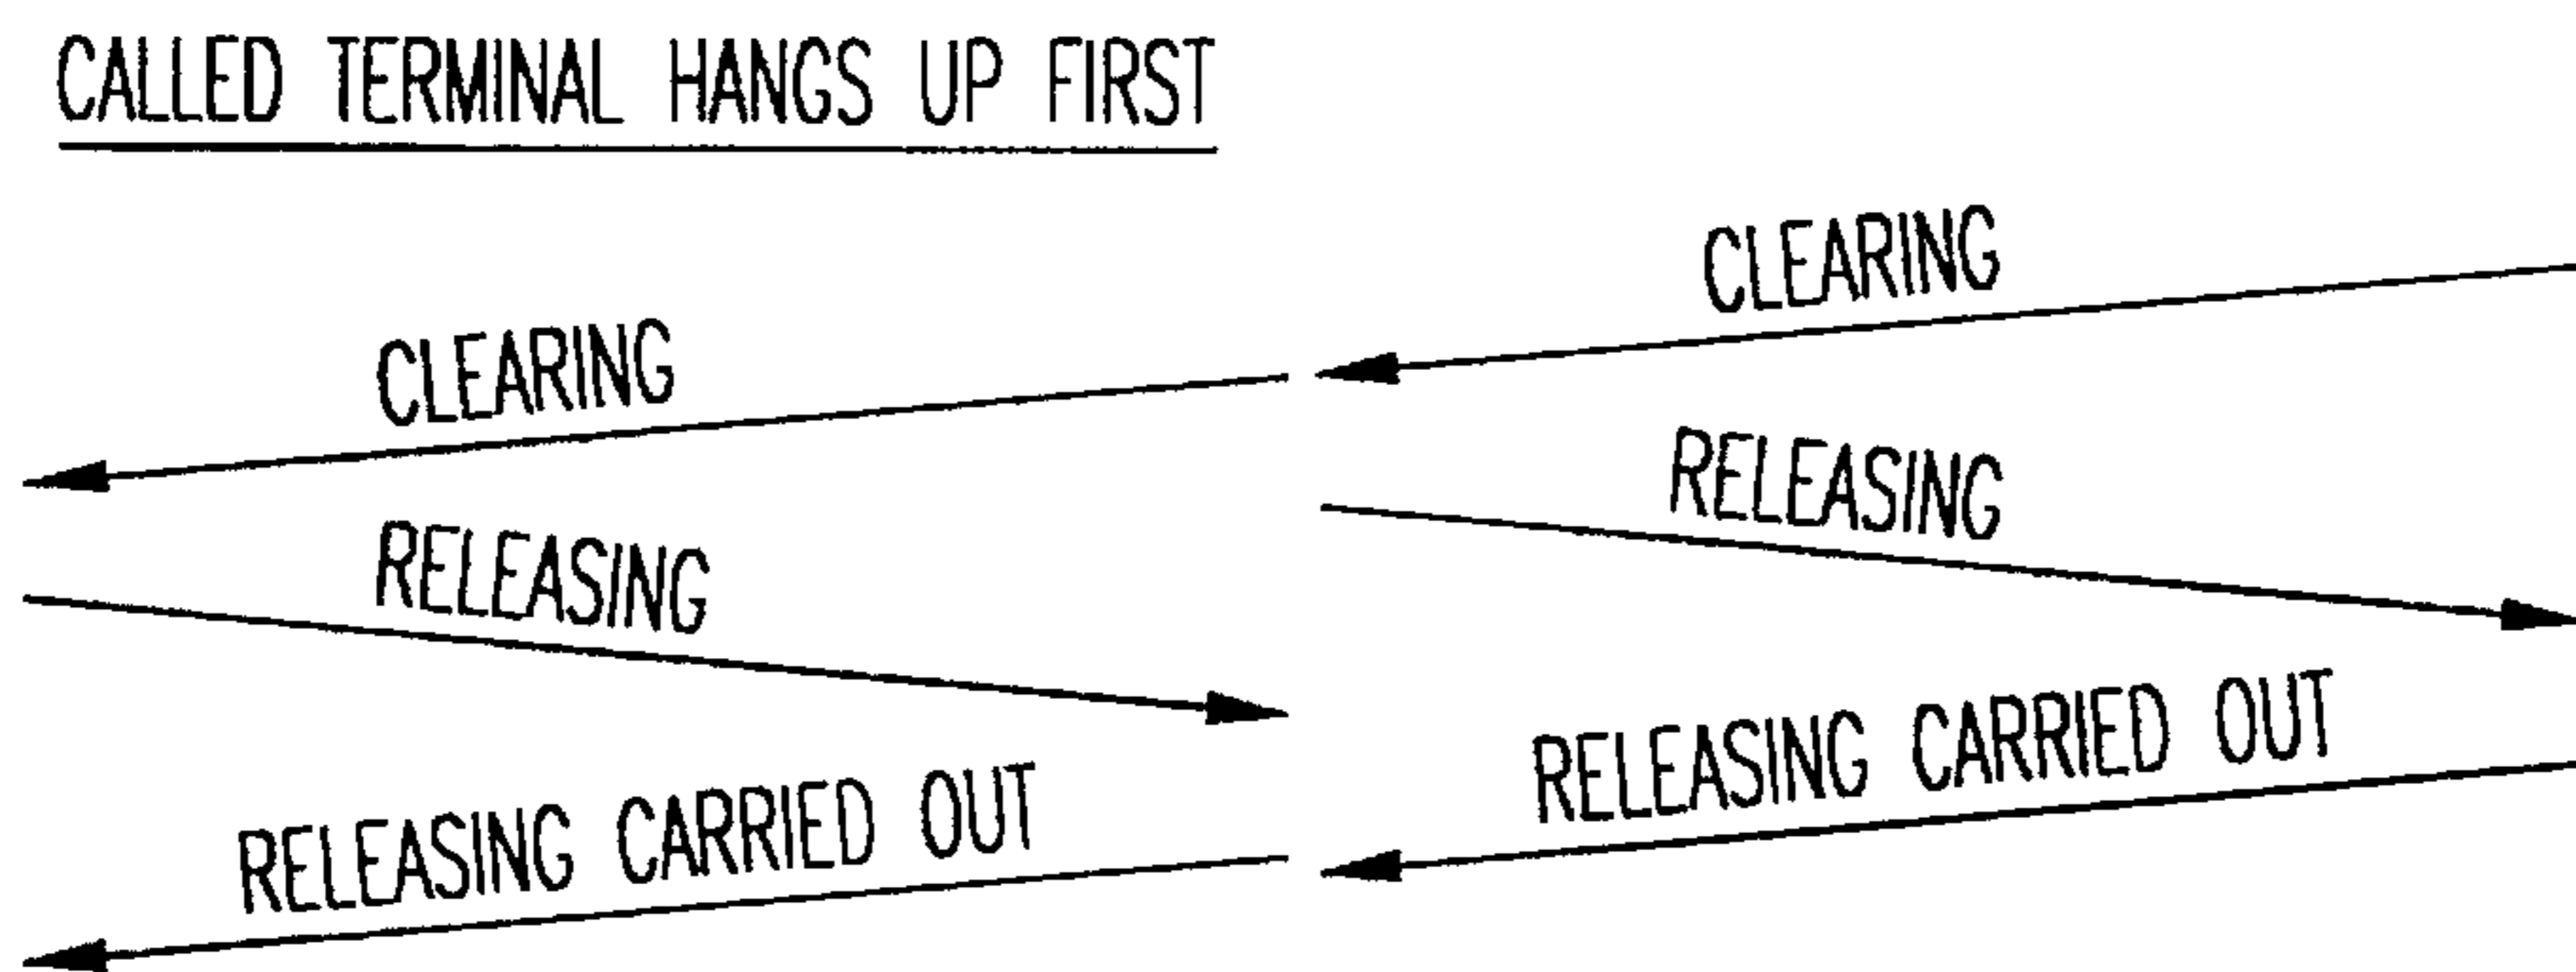 CALLED TERMINAL HANGS UP FIRST
CLEARING
CLEARING
RELEASING
RELEASING
RELEASING CARRIED OUT
RELEASING CARRIED OUT